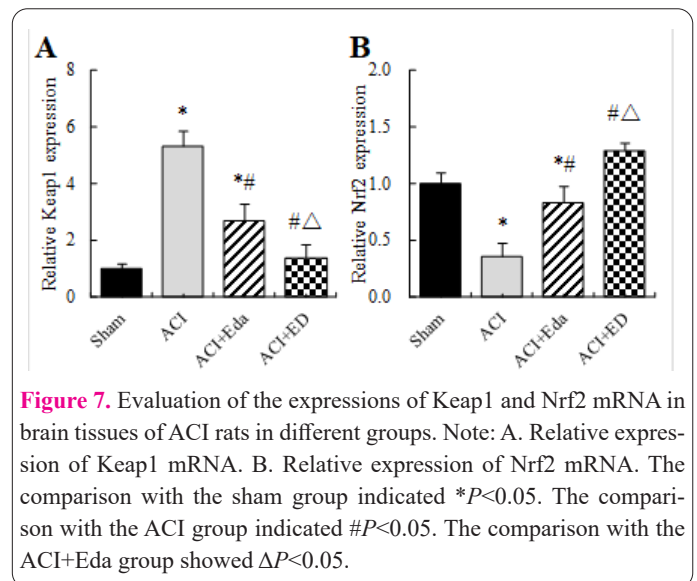 A
B
8
6
4
2
0
Relative Keap1 expression
*
*#
#△
Sham
ACI
ACI+Eda
ACI+ED
2.0
1.5
1.0
0.5
0.0
Relative Nrf2 expression
*
*#
#△
Sham
ACI
ACI+Eda
ACI+ED
Figure 7. Evaluation of the expressions of Keap1 and Nrf2 mRNA in
brain tissues of ACI rats in different groups. Note: A. Relative expres-
sion of Keap1 mRNA. B. Relative expression of Nrf2 mRNA. The
comparison with the sham group indicated *P<0.05. The compari-
son with the ACI group indicated #P<0.05. The comparison with the
ACI+Eda group showed ΔP<0.05.